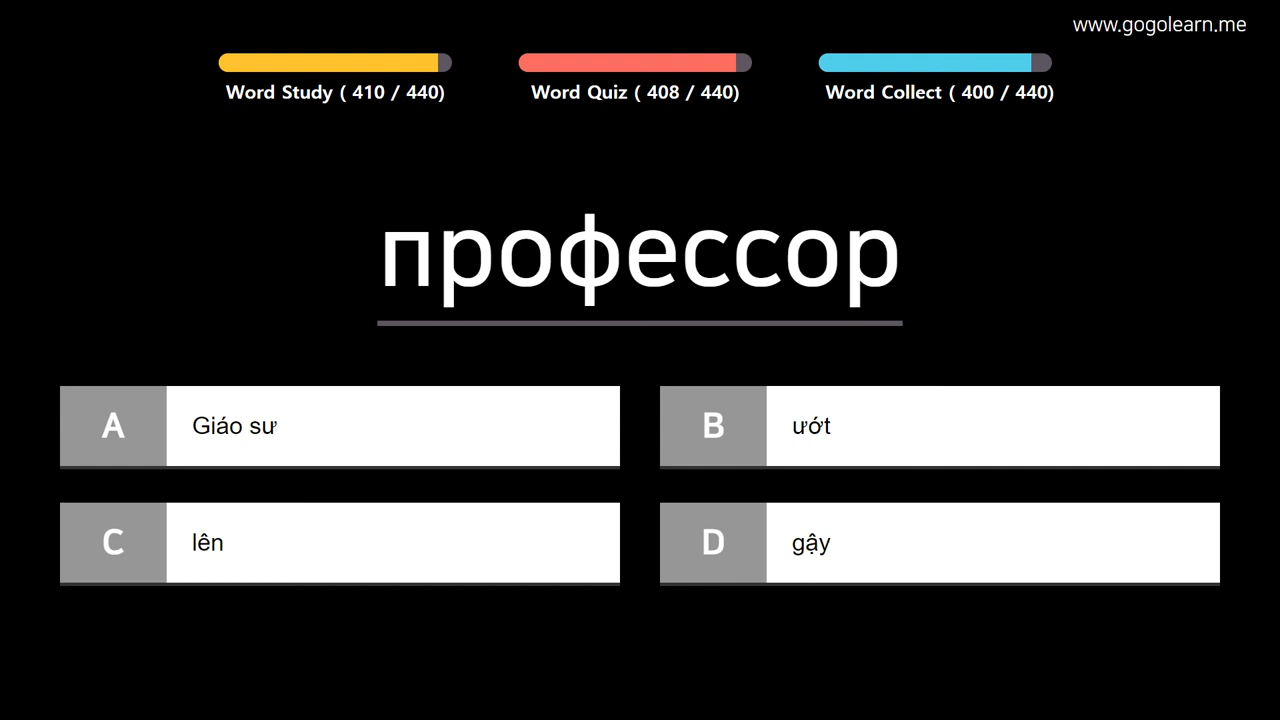 www.gogolearn.me
Word Study ( 410 / 440)
Word Quiz ( 408 / 440)
Word Collect ( 400 / 440)
профессор
A Giáo sư
B ướt
C lên
D gậy